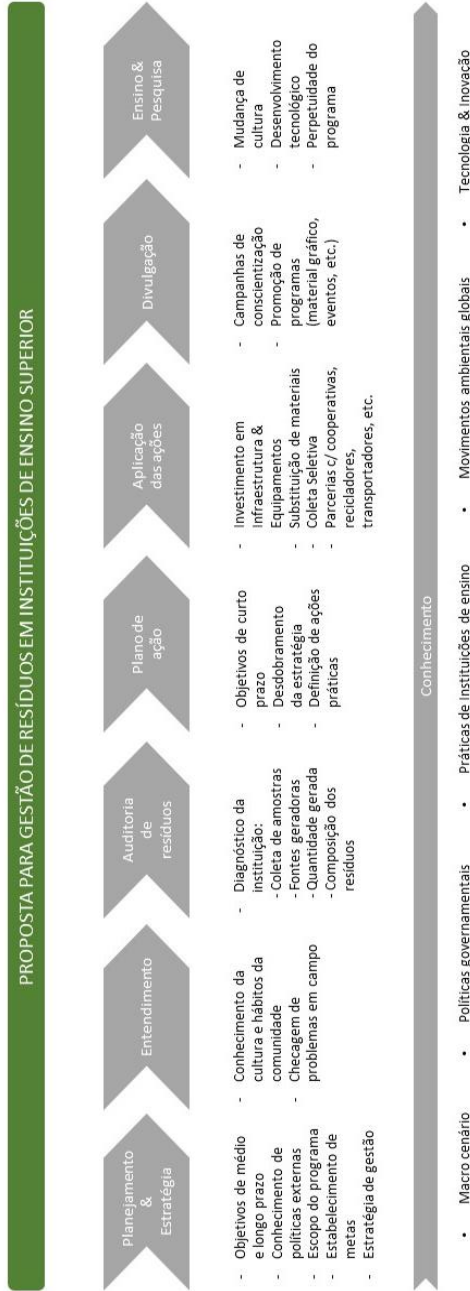 PROPOSTA PARA GESTÃO DE RESÍDUOS EM INSTITUIÇÕES DE ENSINO SUPERIOR
Planejamento
&
Estratégia
- Objetivos de médio
e longo prazo
- Conhecimento de
políticas externas
- Escopo do programa
- Estabelecimento de
metas
- Estratégia de gestão
Entendimento
- Conhecimento da
cultura e hábitos da
comunidade
- Checagem de
problemas em campo
Auditoria
de
resíduos
- Diagnóstico da
instituição:
- Coleta de amostras
- Fontes geradoras
- Quantidade gerada
- Composição dos
resíduos
Plano de
ação
- Objetivos de curto
prazo
- Desdobramento
da estratégia
- Definição de ações
práticas
Aplicação
das ações
- Investimento em
Infraestrutura &
Equipamentos
- Substituição de materiais
- Coleta Seletiva
- Parcerias c/ cooperativas,
recicladores,
transportadores, etc.
Divulgação
- Campanhas de
conscientização
- Promoção de
programas
(material gráfico,
eventos, etc.)
Ensino &
Pesquisa
- Mudança de
cultura
- Desenvolvimento
tecnológico
- Perpetuidade do
programa
Conhecimento
• Macro cenário
• Políticas governamentais
• Práticas de Instituições de ensino
• Movimentos ambientais globais
• Tecnologia & Inovação